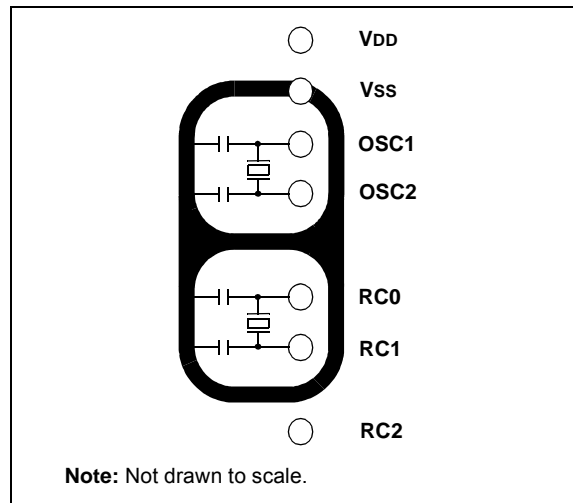 VDD
VSS
OSC1
OSC2
RC0
RC1
RC2
Note: Not drawn to scale.